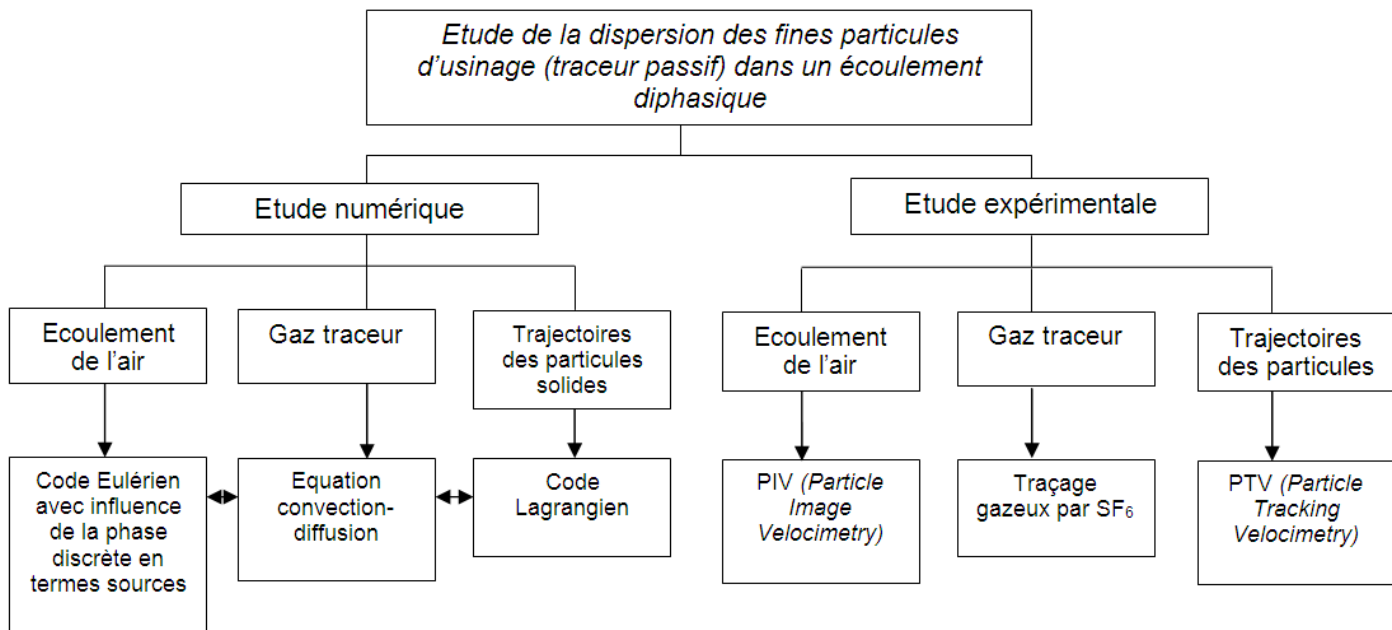 Etude de la dispersion des fines particules
d'usinage (traceur passif) dans un écoulement
diphasique
Etude numérique
Etude expérimentale
Ecoulement
de l'air
Gaz traceur
Trajectoires
des particules
solides
Ecoulement
de l'air
Gaz traceur
Trajectoires
des particules
Code Eulérien
avec influence
de la phase
discrète en
termes sources
Equation
convection-
diffusion
Code
Lagrangien
PIV (Particle
Image
Velocimetry)
Traçage
gazeux par SF₆
PTV (Particle
Tracking
Velocimetry)